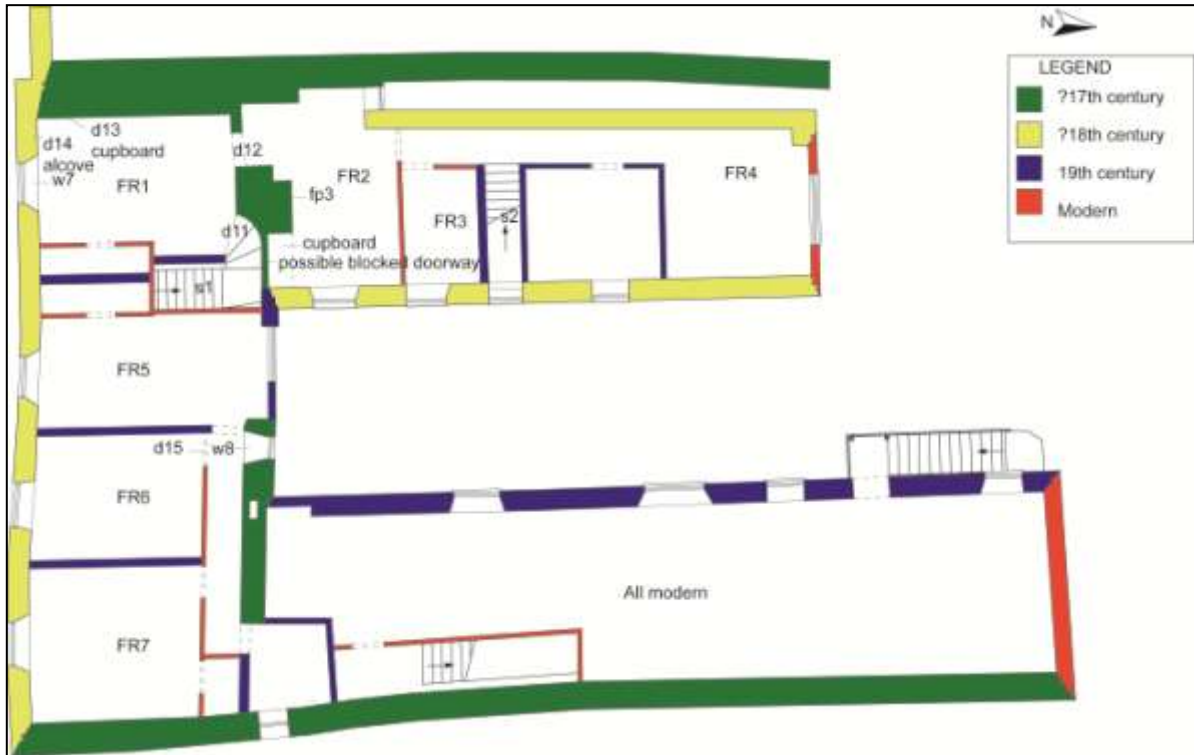 N
LEGEND
?17th century
?18th century
19th century
Modern
d13
d14
cupboard
alcove
w7
FR1
d12
FR2
fp3
FR3
s2
FR4
d11
cupboard
possible blocked doorway
s1
FR5
d15
w8
FR6
All modern
FR7